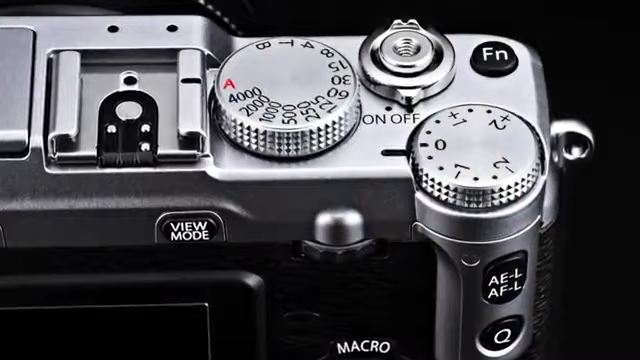 B T 4 8 15 30 60 125 250 500 1000 2000 4000 A
Fn
ON OFF
+1 +2
0
-1 -2
VIEW
MODE
AE-L
AF-L
Q
MACRO